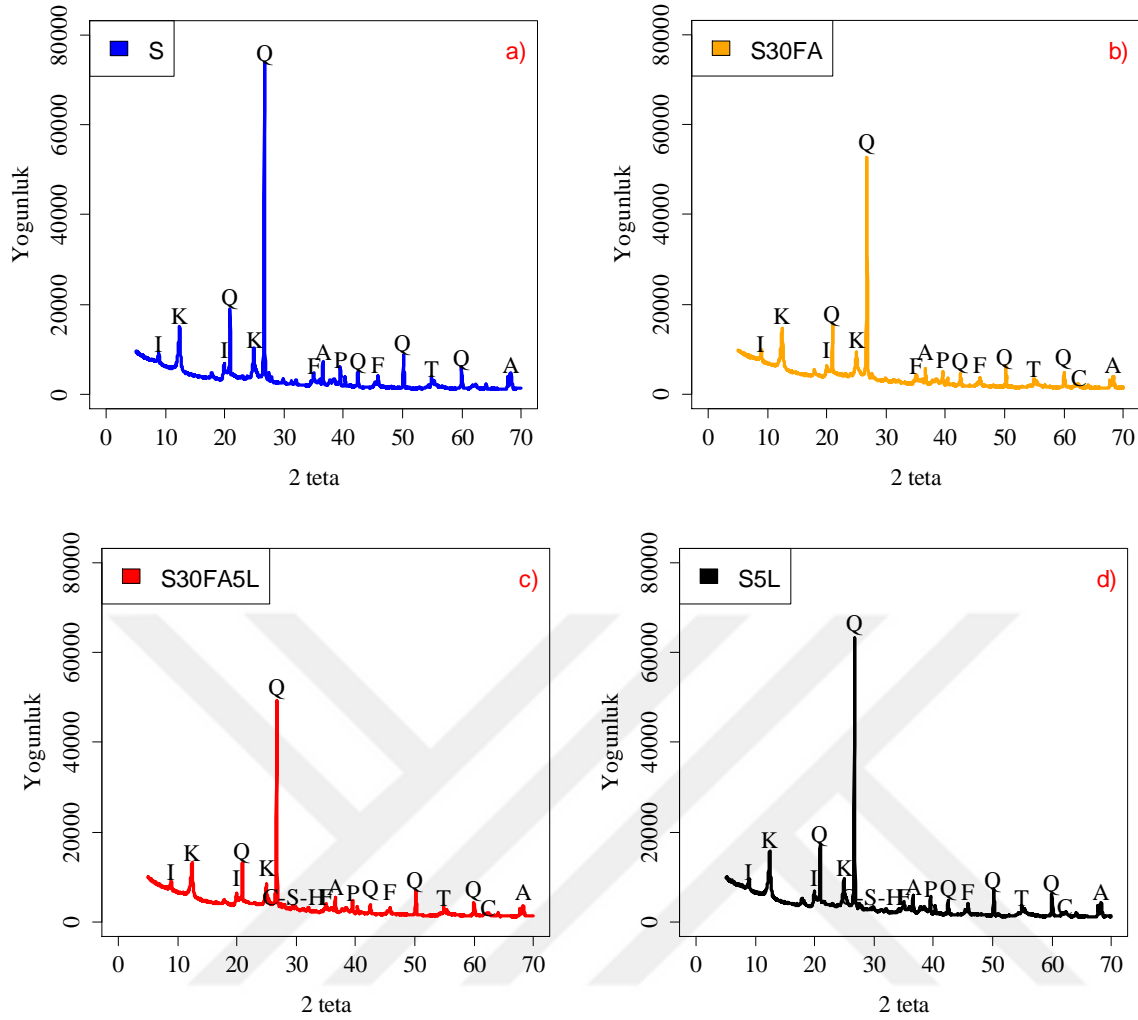 S
a)
Yogunluk
0 20000 40000 60000 80000
I K I Q K Q F A P Q F Q T Q A
0 10 20 30 40 50 60 70
2 teta
S30FA
b)
Yogunluk
0 20000 40000 60000 80000
I K I Q K Q F A P Q F Q T Q C A
0 10 20 30 40 50 60 70
2 teta
S30FA5L
c)
Yogunluk
0 20000 40000 60000 80000
I K I Q K Q C-S-H F A P Q F Q T Q C A
0 10 20 30 40 50 60 70
2 teta
S5L
d)
Yogunluk
0 20000 40000 60000 80000
I K I Q K Q C-S-H F A P Q F Q T Q C A
0 10 20 30 40 50 60 70
2 teta